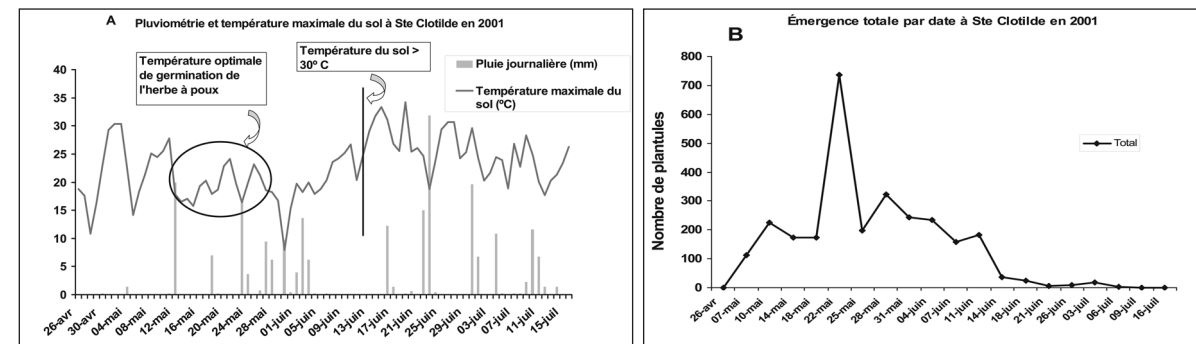 A
Pluviométrie et température maximale du sol à Ste Clotilde en 2001
Température optimale
de germination de
l'herbe à poux
Température du sol >
30º C
Pluie journalière (mm)
Température maximale du
sol (ºC)
40
35
30
25
20
15
10
5
0
26-avr
30-avr
04-mai
08-mai
12-mai
16-mai
20-mai
24-mai
28-mai
01-juin
05-juin
09-juin
13-juin
17-juin
21-juin
25-juin
29-juin
03-juil
07-juil
11-juil
15-juil
Émergence totale par date à Ste Clotilde en 2001
B
Nombre de plantules
800
700
600
500
400
300
200
100
0
Total
26-avr
07-mai
10-mai
14-mai
18-mai
22-mai
25-mai
28-mai
31-mai
04-juin
07-juin
11-juin
14-juin
18-juin
21-juin
26-juin
03-juil
06-juil
09-juil
16-juil